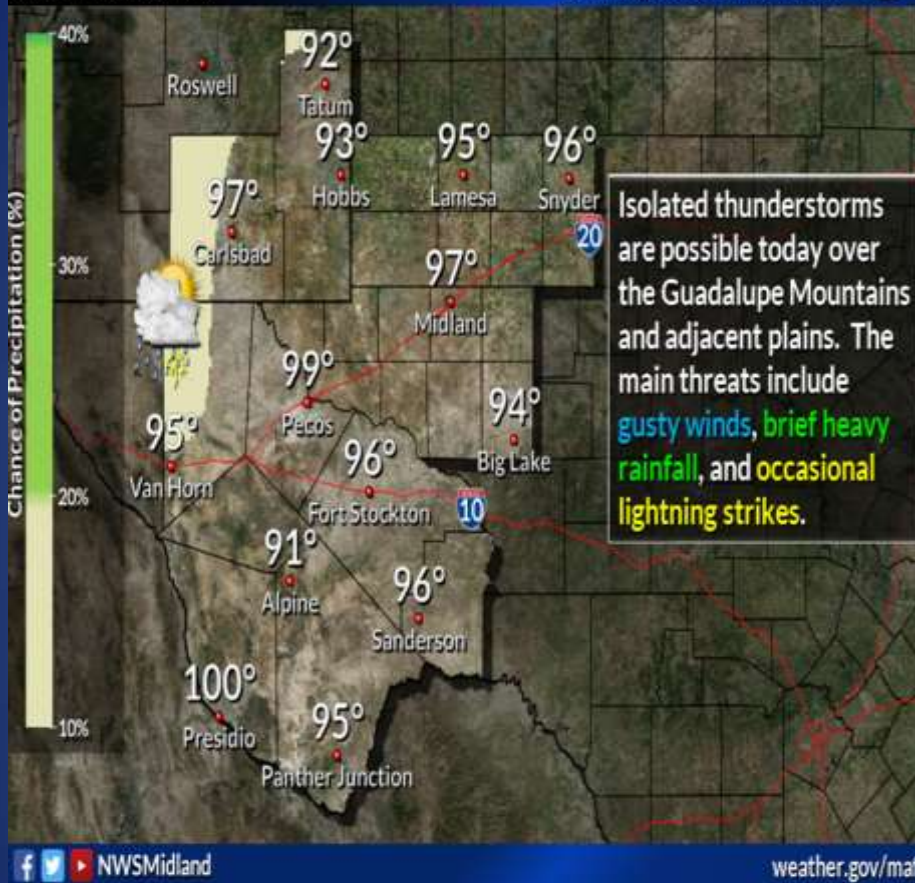 Chance of Precipitation (%)
40%
30%
20%
10%
Roswell
92°
Tatum
93°
Hobbs
95°
Lamesa
96°
Snyder
97°
Carlsbad
20
97°
Midland
99°
Pecos
94°
Big Lake
95°
Van Horn
96°
Fort Stockton
10
91°
Alpine
96°
Sanderson
100°
Presidio
95°
Panther Junction
Isolated thunderstorms
are possible today over
the Guadalupe Mountains
and adjacent plains. The
main threats include
gusty winds, brief heavy
rainfall, and occasional
lightning strikes.
NWSMidland
weather.gov/maf